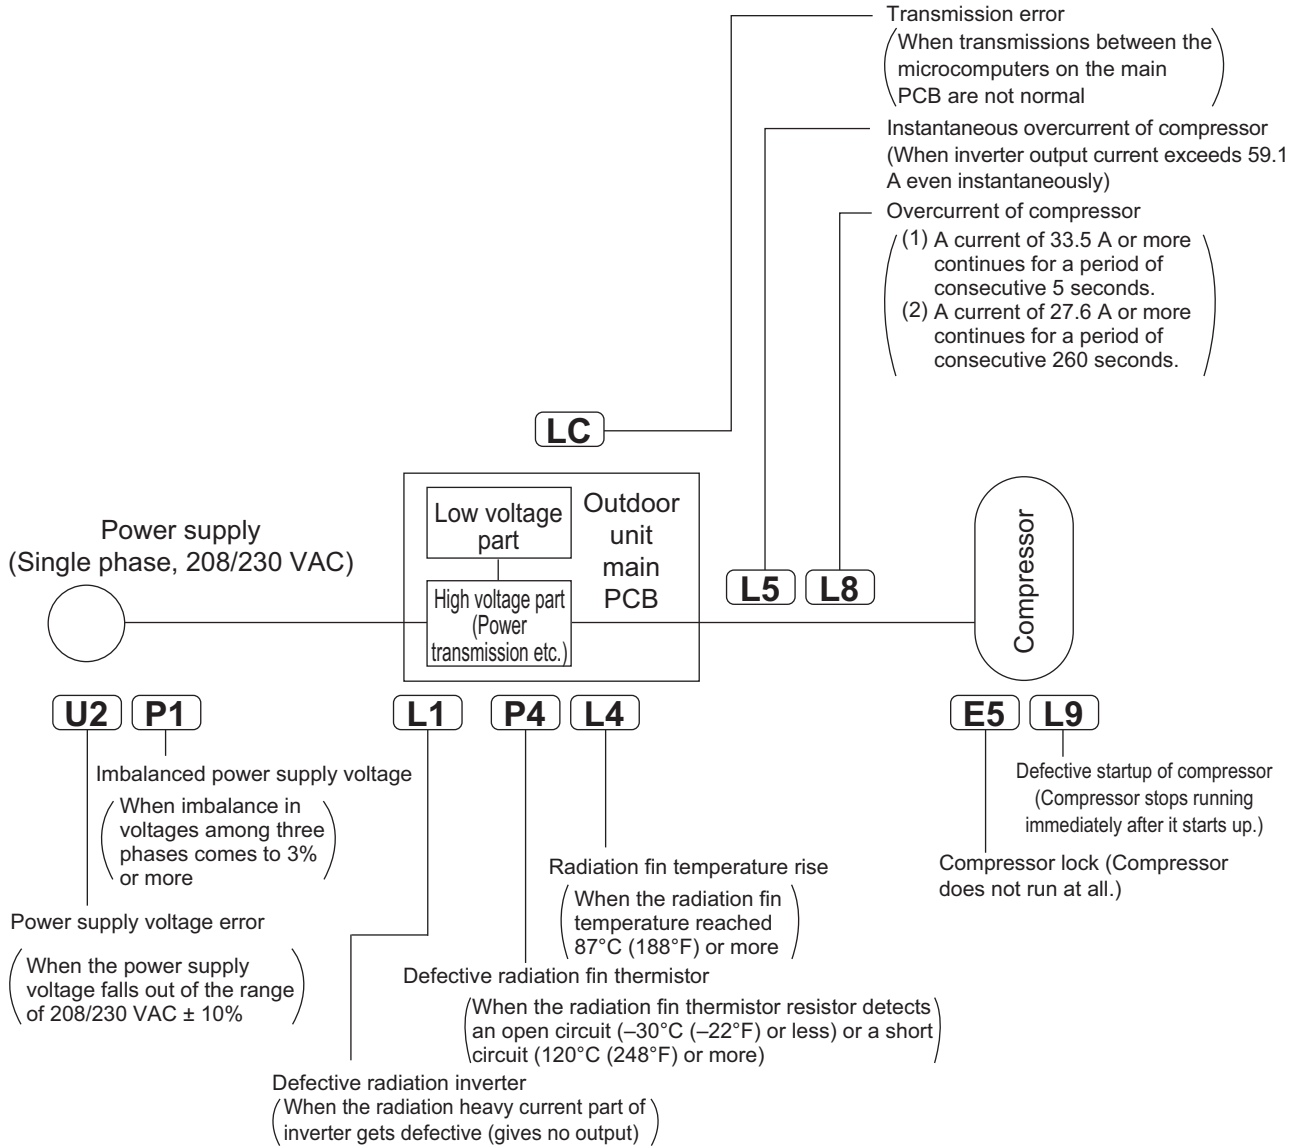 Transmission error
When transmissions between the
microcomputers on the main
PCB are not normal
Instantaneous overcurrent of compressor
(When inverter output current exceeds 59.1
A even instantaneously)
Overcurrent of compressor
(1) A current of 33.5 A or more
continues for a period of
consecutive 5 seconds.
(2) A current of 27.6 A or more
continues for a period of
consecutive 260 seconds.
LC
Power supply
(Single phase, 208/230 VAC)
Low voltage
part
High voltage part
(Power
transmission etc.)
Outdoor
unit
main
PCB
L5
L8
Compressor
U2
P1
L1
P4
L4
E5
L9
Imbalanced power supply voltage
When imbalance in
voltages among three
phases comes to 3%
or more
Power supply voltage error
When the power supply
voltage falls out of the range
of 208/230 VAC ± 10%
Radiation fin temperature rise
When the radiation fin
temperature reached
87°C (188°F) or more
Defective radiation fin thermistor
When the radiation fin thermistor resistor detects
an open circuit (–30°C (–22°F) or less) or a short
circuit (120°C (248°F) or more)
Defective radiation inverter
When the radiation heavy current part of
inverter gets defective (gives no output)
Defective startup of compressor
(Compressor stops running
immediately after it starts up.)
Compressor lock (Compressor
does not run at all.)